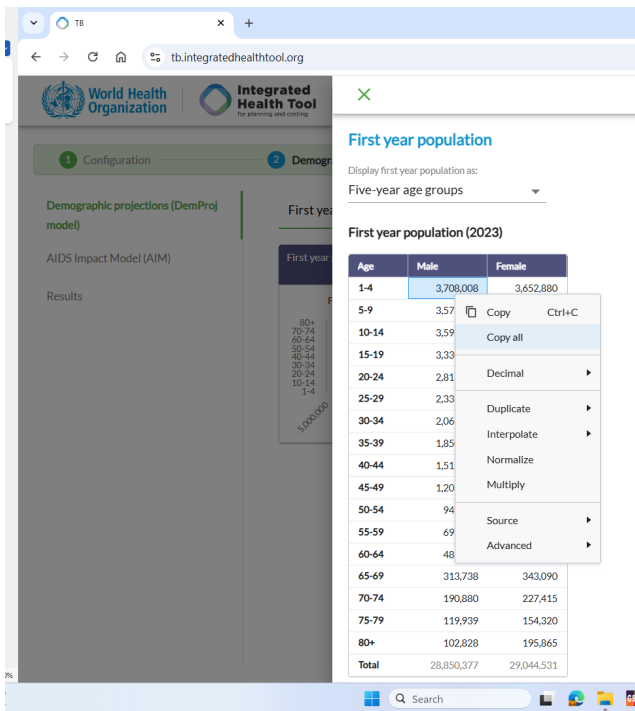 TB
tb.integratedhealthtool.org
World Health
Organization
Integrated
Health Tool
for planning and costing
1 Configuration
2 Demogr
Demographic projections (DemProj
model)
AIDS Impact Model (AIM)
Results
First yea
First year
F
80+
70-74
60-64
50-54
40-44
30-34
20-24
10-14
1-4
5,000,000
First year population
Display first year population as:
Five-year age groups
First year population (2023)
Age Male Female
1-4 3,708,008 3,652,880
5-9 3,57
10-14 3,59
15-19 3,33
20-24 2,81
25-29 2,33
30-34 2,06
35-39 1,85
40-44 1,51
45-49 1,20
50-54 94
55-59 69
60-64 48
65-69 313,738 343,090
70-74 190,880 227,415
75-79 119,939 154,320
80+ 102,828 195,865
Total 28,850,377 29,044,531
Copy Ctrl+C
Copy all
Decimal
Duplicate
Interpolate
Normalize
Multiply
Source
Advanced
0%
Search